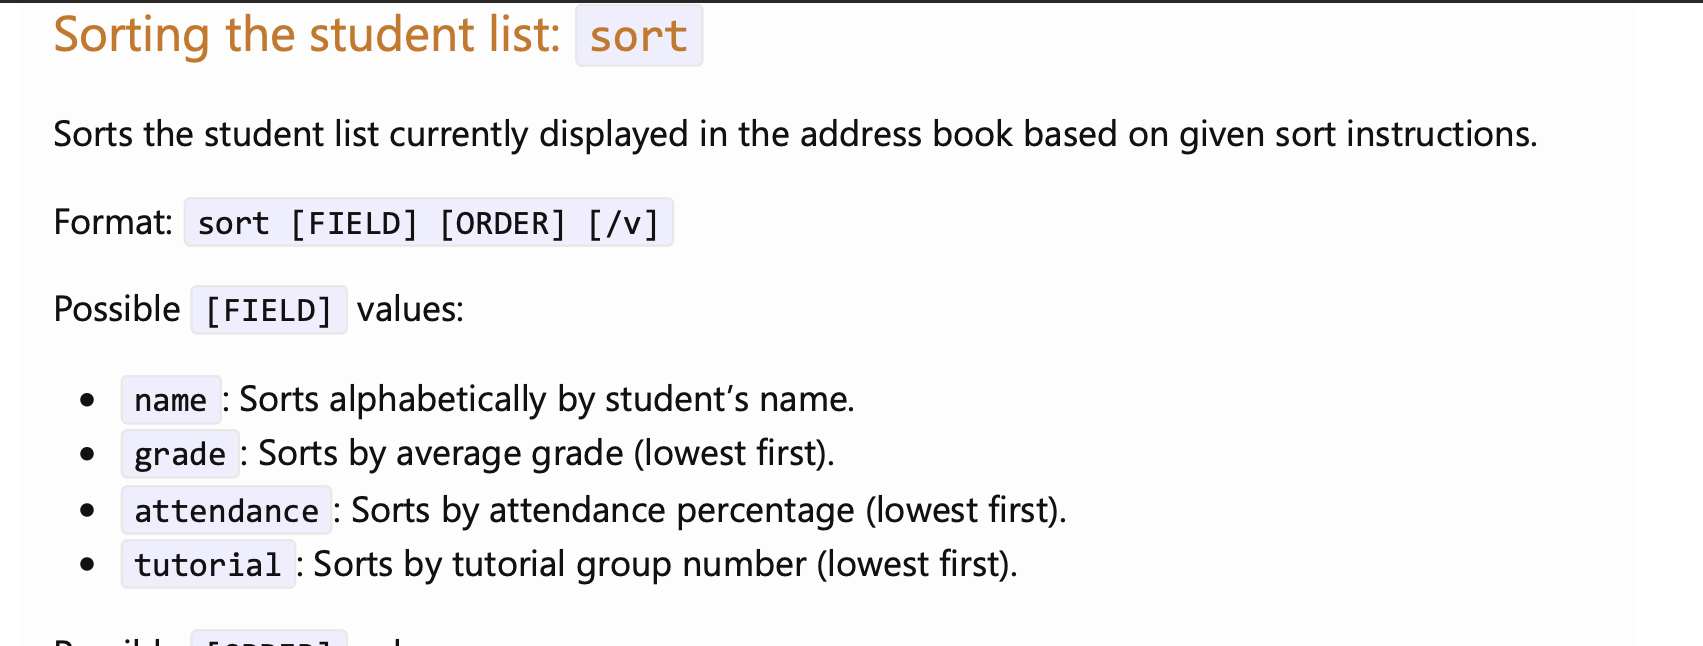 Sorting the student list: sort
Sorts the student list currently displayed in the address book based on given sort instructions.
Format: sort [FIELD] [ORDER] [/v]
Possible [FIELD] values:
• name : Sorts alphabetically by student’s name.
• grade : Sorts by average grade (lowest first).
• attendance : Sorts by attendance percentage (lowest first).
• tutorial : Sorts by tutorial group number (lowest first).